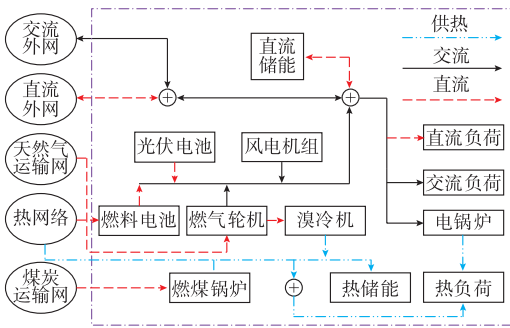 交流
外网
直流
储能
供热
交流
直流
直流
外网
天然气
运输网
光伏电池
风电机组
直流负荷
交流负荷
热网络
燃料电池
燃气轮机
溴冷机
电锅炉
煤炭
运输网
燃煤锅炉
热储能
热负荷